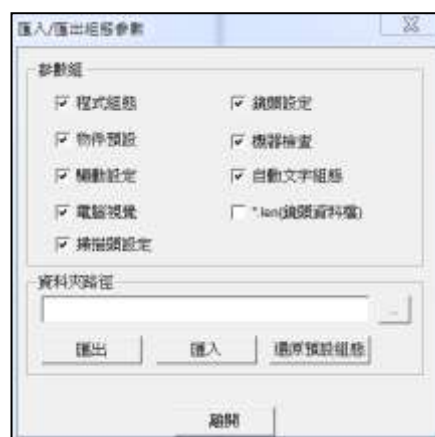 匯入/匯出組態參數
參數組
程式組態
鏡頭設定
物件預設
機器檢查
驅動設定
自動文字組態
電腦視覺
*.len(鏡頭資料檔)
掃描頭設定
資料夾路徑
...
匯出
匯入
還原預設組態
離開